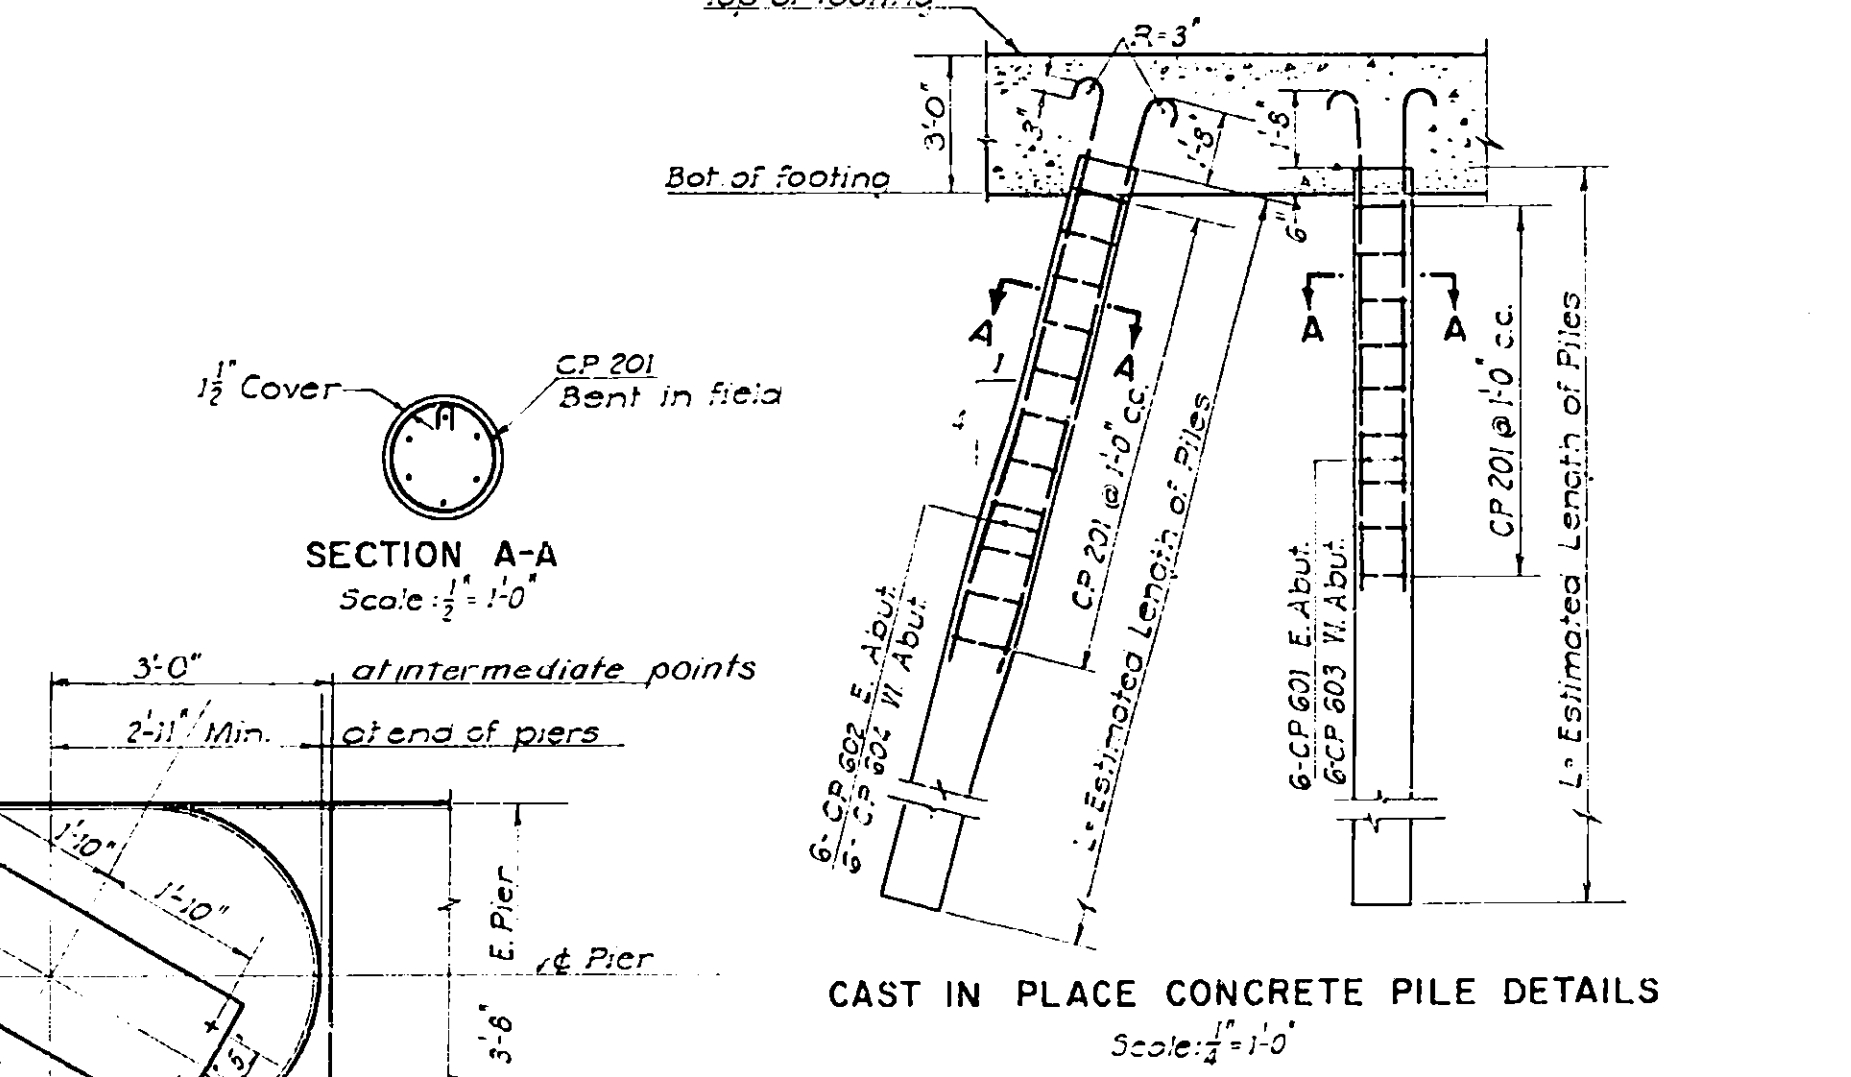 Top of footing
R=3"
3'-0"
3"
1'-8"
1'-8"
Bot. of footing
6"
A
A
A
A
1
1½" Cover
CP 201
Bent in field
SECTION A-A
Scale: ½" = 1'-0"
CP 201 @ 1'-0" c.c.
L= Estimated Length of Piles
CP 201 @ 1'-0" c.c.
L= Estimated Length of Piles
6-CP 602 E. Abut.
6-CP 604 W. Abut.
6-CP 601 E. Abut.
6-CP 603 W. Abut.
3'-0"
at intermediate points
2'-11" Min.
at end of piers
1'-10"
1'-10"
E. Pier
℄ Pier
3'-6"
CAST IN PLACE CONCRETE PILE DETAILS
Scale: ¼" = 1'-0"